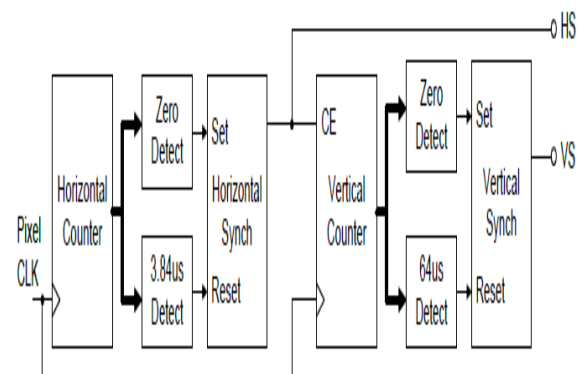 HS
Pixel
CLK
Horizontal
Counter
Zero
Detect
3.84us
Detect
Set
Horizontal
Synch
Reset
CE
Vertical
Counter
Zero
Detect
64us
Detect
Set
Vertical
Synch
Reset
VS